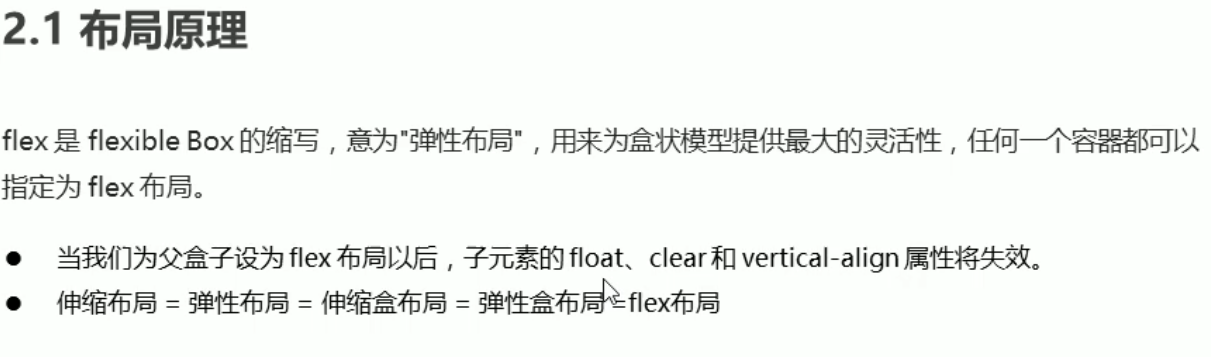 2.1 布局原理
flex 是 flexible Box 的缩写，意为"弹性布局"，用来为盒状模型提供最大的灵活性，任何一个容器都可以
指定为 flex 布局。
● 当我们为父盒子设为 flex 布局以后，子元素的 float、clear 和 vertical-align 属性将失效。
● 伸缩布局 = 弹性布局 = 伸缩盒布局 = 弹性盒布局 =flex布局